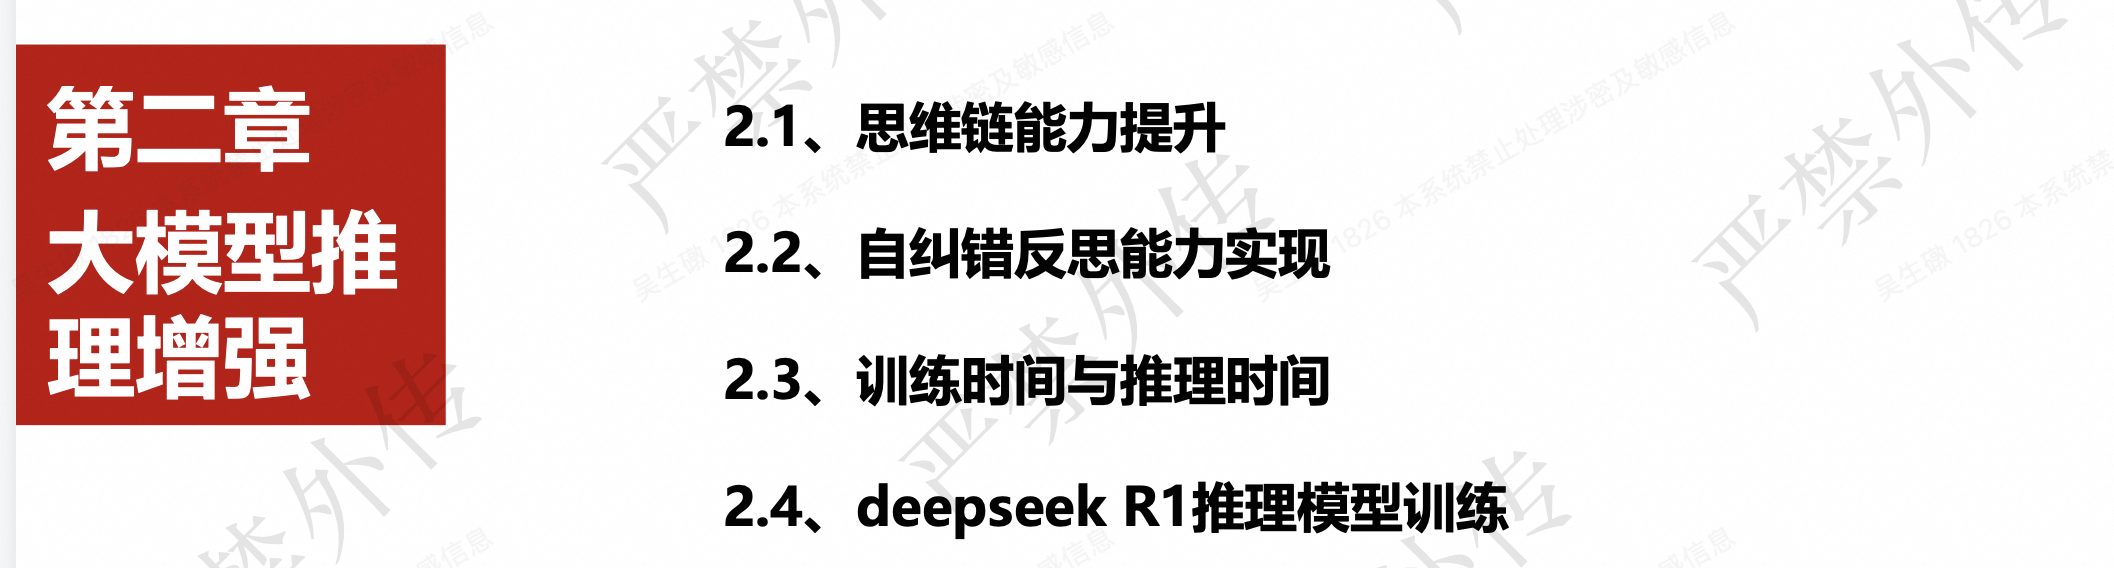 第二章
大模型推
理增强
2.1、思维链能力提升
2.2、自纠错反思能力实现
2.3、训练时间与推理时间
2.4、deepseek R1推理模型训练
严禁外传
吴生礅 1826 本系统禁止处理涉密及敏感信息